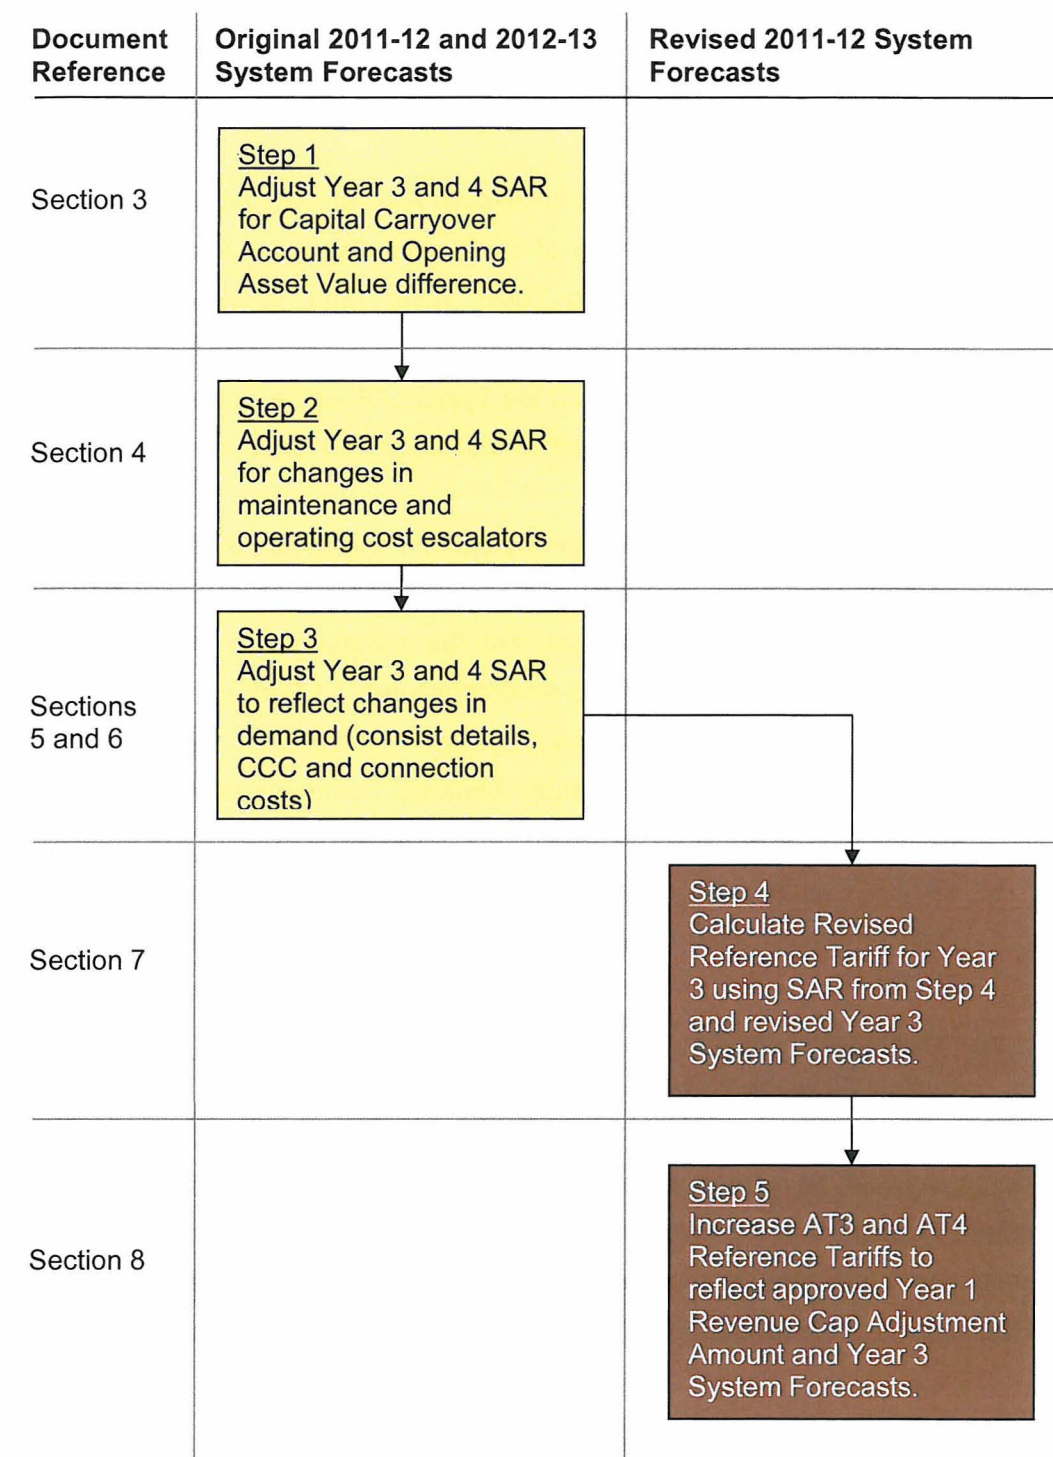 Document
Reference
Original 2011-12 and 2012-13
System Forecasts
Revised 2011-12 System
Forecasts
Section 3
Step 1
Adjust Year 3 and 4 SAR
for Capital Carryover
Account and Opening
Asset Value difference.
Section 4
Step 2
Adjust Year 3 and 4 SAR
for changes in
maintenance and
operating cost escalators
Sections
5 and 6
Step 3
Adjust Year 3 and 4 SAR
to reflect changes in
demand (consist details,
CCC and connection
costs)
Section 7
Step 4
Calculate Revised
Reference Tariff for Year
3 using SAR from Step 4
and revised Year 3
System Forecasts.
Section 8
Step 5
Increase AT3 and AT4
Reference Tariffs to
reflect approved Year 1
Revenue Cap Adjustment
Amount and Year 3
System Forecasts.